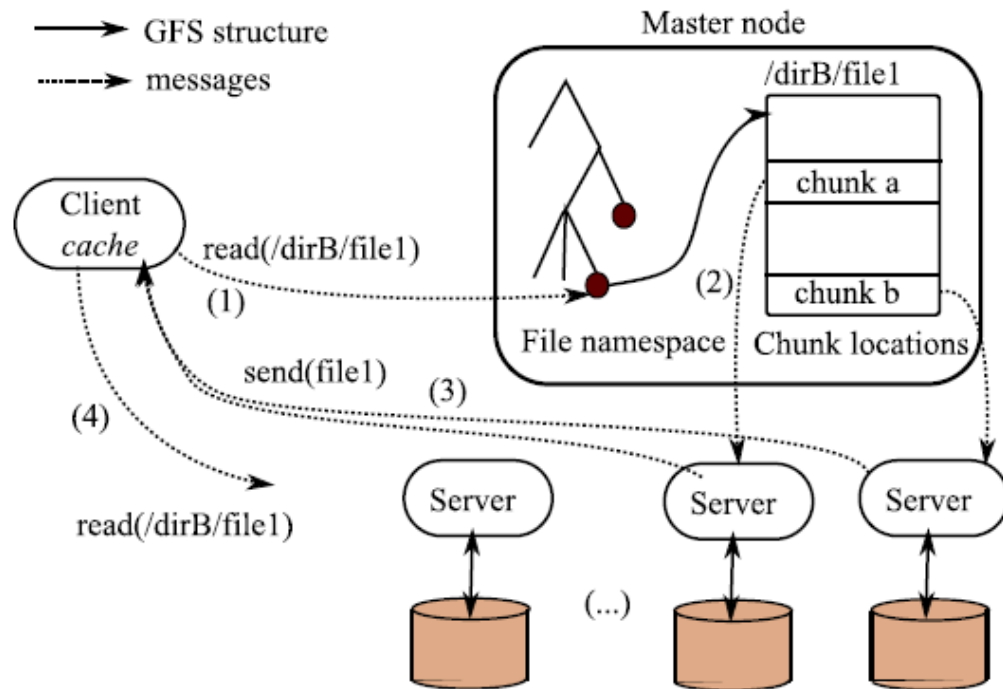 GFS structure
messages
Master node
/dirB/file1
chunk a
chunk b
Client
cache
read(/dirB/file1)
(1)
(2)
File namespace
Chunk locations
send(file1)
(3)
(4)
read(/dirB/file1)
Server
Server
Server
(...)